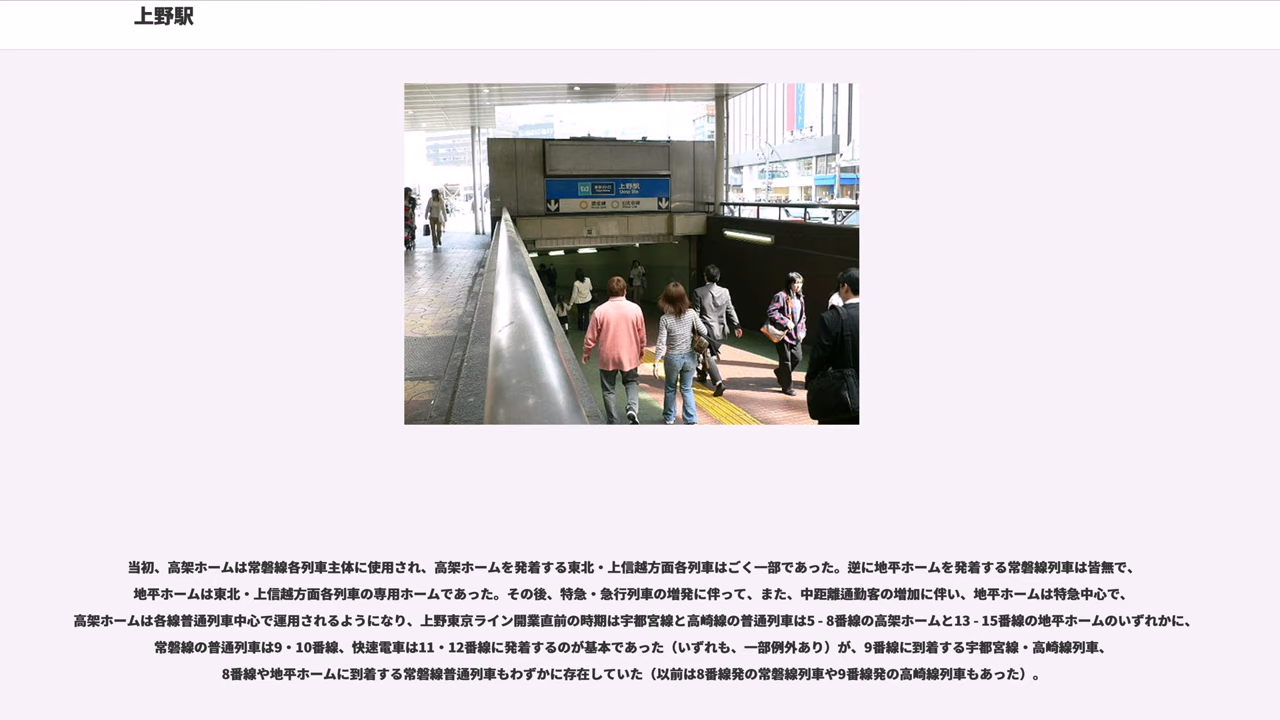 上野駅
上野駅
Ueno Sta.
銀座線
日比谷線
当初、高架ホームは常磐線各列車主体に使用され、高架ホームを発着する東北・上信越方面各列車はごく一部であった。逆に地平ホームを発着する常磐線列車は皆無で、
地平ホームは東北・上信越方面各列車の専用ホームであった。その後、特急・急行列車の増発に伴って、また、中距離通勤客の増加に伴い、地平ホームは特急中心で、
高架ホームは各線普通列車中心で運用されるようになり、上野東京ライン開業直前の時期は宇都宮線と高崎線の普通列車は5 - 8番線の高架ホームと13 - 15番線の地平ホームのいずれかに、
常磐線の普通列車は9・10番線、快速電車は11・12番線に発着するのが基本であった（いずれも、一部例外あり）が、9番線に到着する宇都宮線・高崎線列車、
8番線や地平ホームに到着する常磐線普通列車もわずかに存在していた（以前は8番線発の常磐線列車や9番線発の高崎線列車もあった）。